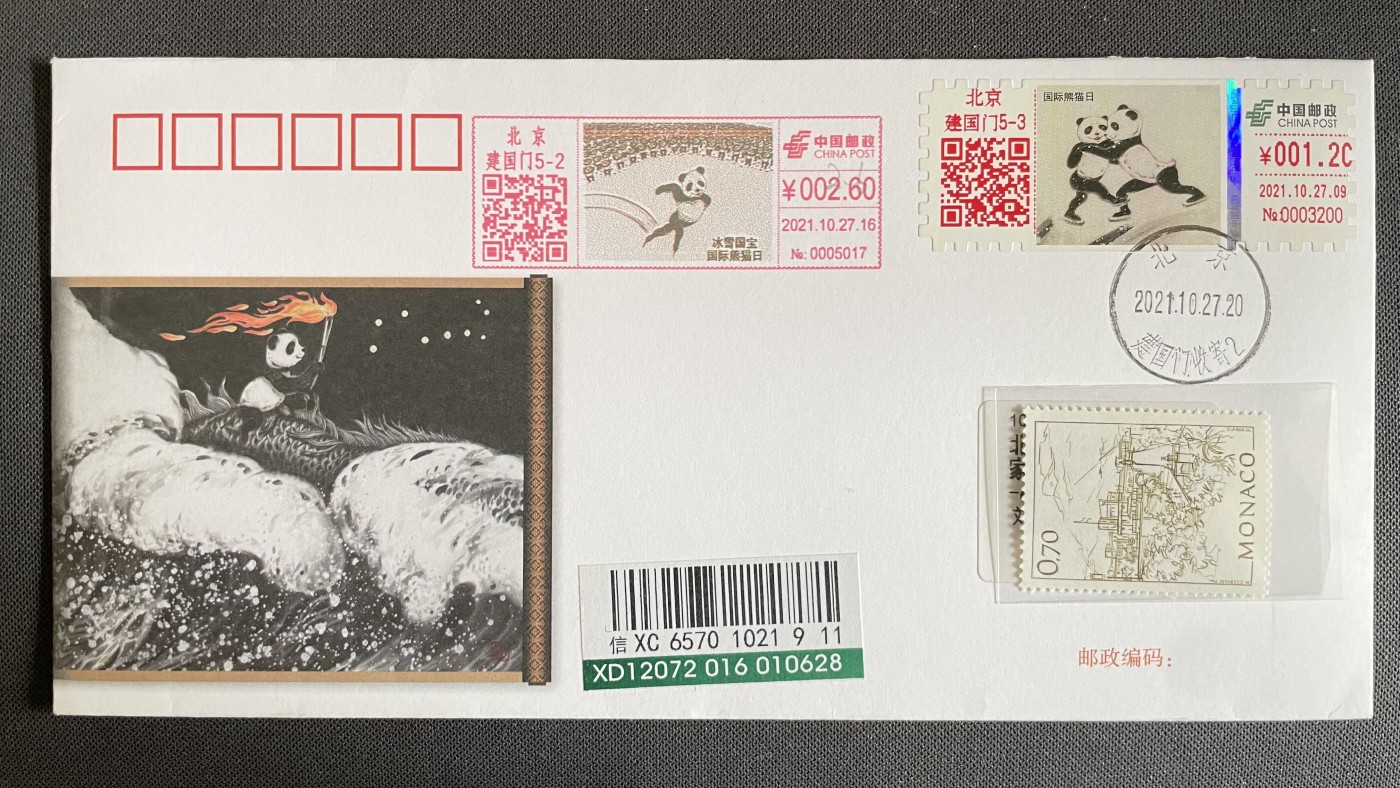 北京
建国门5-2
冰雪国宝
国际熊猫日
中国邮政
CHINA POST
¥002.60
2021.10.27.16
№:0005017
北京
建国门5-3
国际熊猫日
中国邮政
CHINA POST
¥001.20
2021.10.27.09
№:0003200
北京
2021.10.27.20
建国门收寄2
0,70
MONACO
信 XC 6570 1021 9 11
XD12072 016 010628
邮政编码：